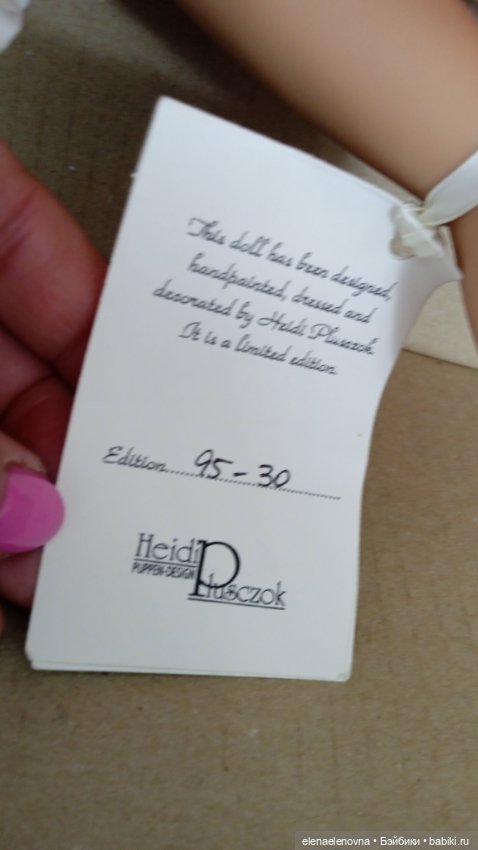 This doll has been designed,
handpainted, dressed and
decorated by Heidi Plusczok.
It is a limited edition.
Edition......95-30......
Heidi
PUPPEN-DESIGN
Plusczok
elenaelenovna • Бэйбики • babiki.ru